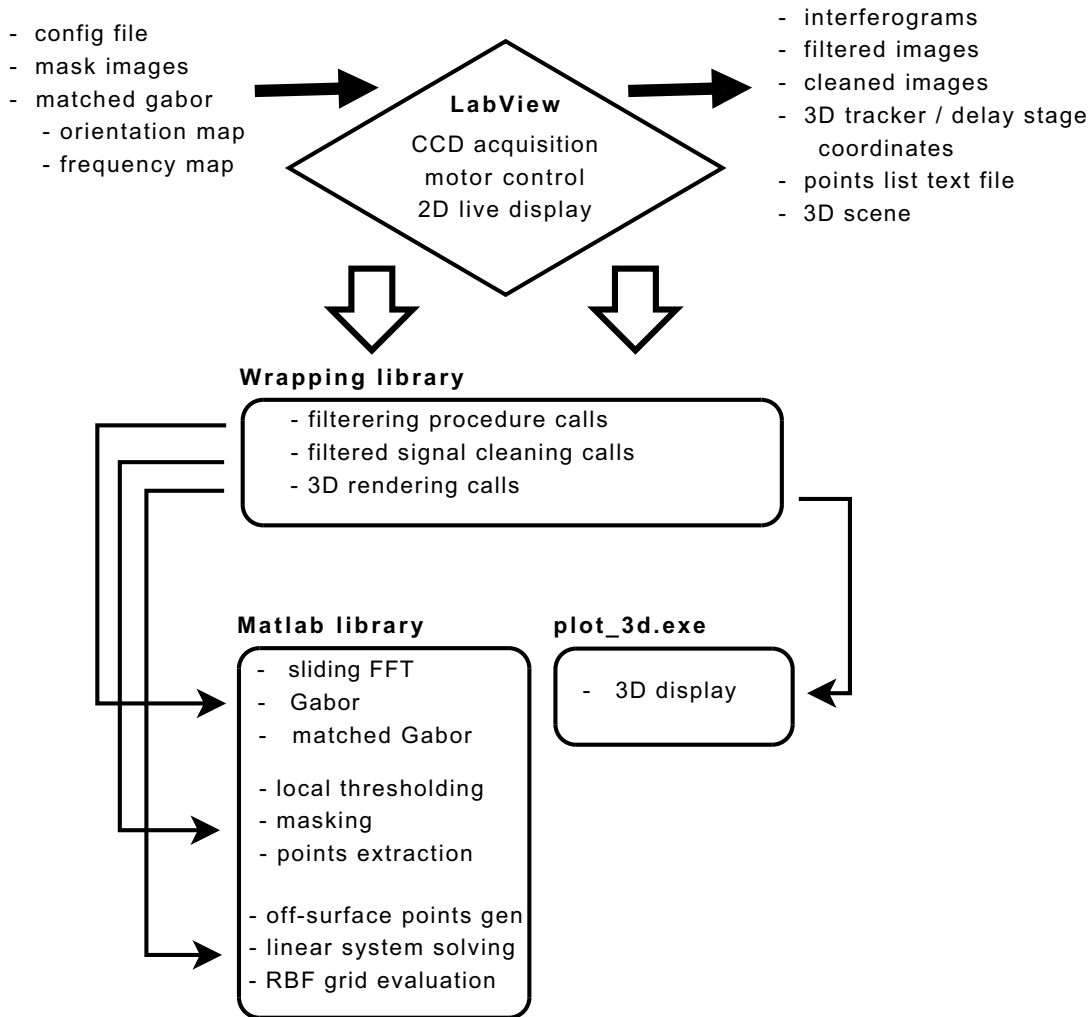 - config file
- mask images
- matched gabor
- orientation map
- frequency map
LabView
CCD acquisition
motor control
2D live display
- interferograms
- filtered images
- cleaned images
- 3D tracker / delay stage
coordinates
- points list text file
- 3D scene
Wrapping library
- filterering procedure calls
- filtered signal cleaning calls
- 3D rendering calls
Matlab library
- sliding FFT
- Gabor
- matched Gabor
- local thresholding
- masking
- points extraction
- off-surface points gen
- linear system solving
- RBF grid evaluation
plot_3d.exe
- 3D display